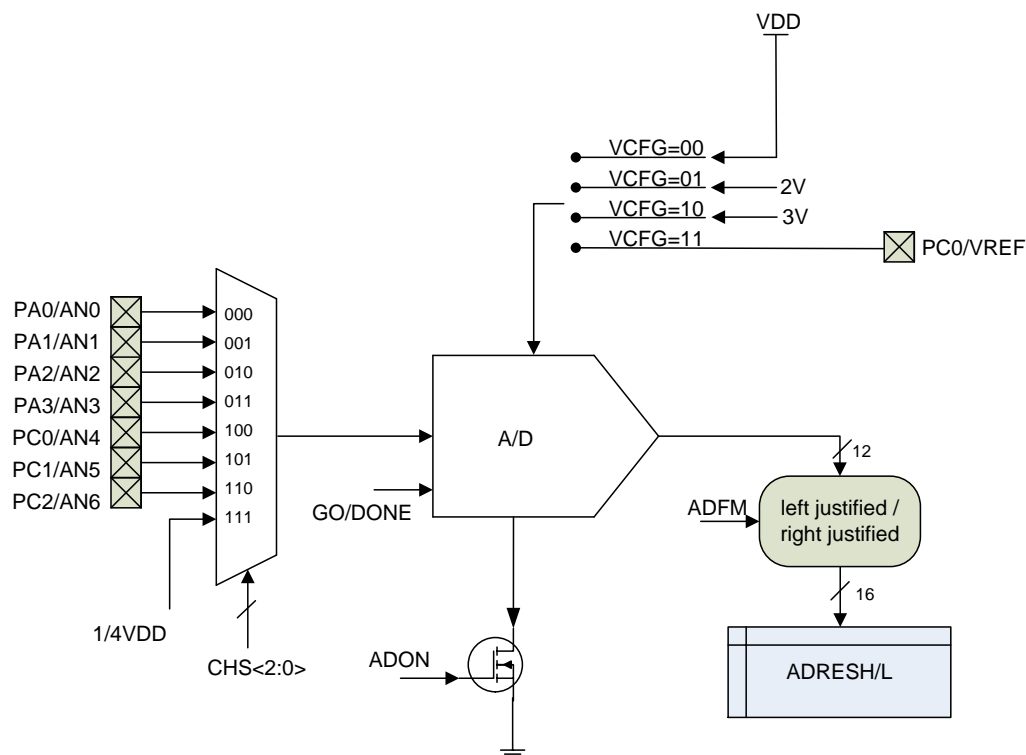 VDD
VCFG=00
VCFG=01
2V
VCFG=10
3V
VCFG=11
PC0/VREF
PA0/AN0
000
PA1/AN1
001
PA2/AN2
010
PA3/AN3
011
PC0/AN4
100
PC1/AN5
101
PC2/AN6
110
111
A/D
12
GO/DONE
ADFM
left justified /
right justified
16
1/4VDD
CHS<2:0>
ADON
ADRESH/L